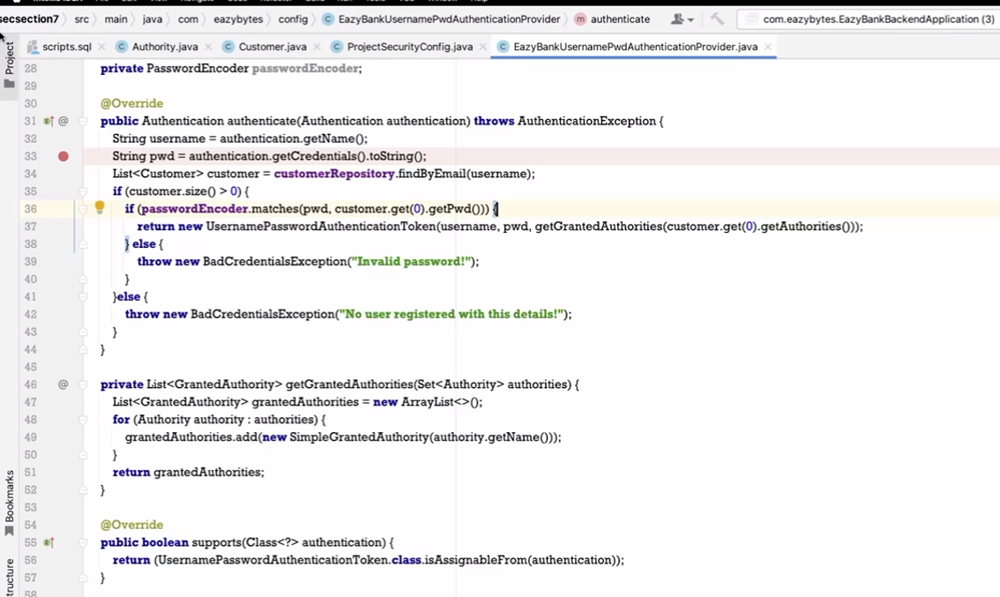 ecsection7 〉 src 〉 main 〉 java 〉 com 〉 eazybytes 〉 config 〉 C EazyBankUsernamePwdAuthenticationProvider 〉 m authenticate com.eazybytes.EazyBankBackendApplication (3)
scripts.sql × C Authority.java × C Customer.java × C ProjectSecurityConfig.java × C EazyBankUsernamePwdAuthenticationProvider.java ×
Project
28 private PasswordEncoder passwordEncoder;
29
30 @Override
31 @ public Authentication authenticate(Authentication authentication) throws AuthenticationException {
32 String username = authentication.getName();
33 String pwd = authentication.getCredentials().toString();
34 List<Customer> customer = customerRepository.findByEmail(username);
35 if (customer.size() > 0) {
36 if (passwordEncoder.matches(pwd, customer.get(0).getPwd())) {
37 return new UsernamePasswordAuthenticationToken(username, pwd, getGrantedAuthorities(customer.get(0).getAuthorities()));
38 } else {
39 throw new BadCredentialsException("Invalid password!");
40 }
41 }else {
42 throw new BadCredentialsException("No user registered with this details!");
43 }
44 }
45
46 @ private List<GrantedAuthority> getGrantedAuthorities(Set<Authority> authorities) {
47 List<GrantedAuthority> grantedAuthorities = new ArrayList<>();
48 for (Authority authority : authorities) {
49 grantedAuthorities.add(new SimpleGrantedAuthority(authority.getName()));
50 }
51 return grantedAuthorities;
52 }
53
54 @Override
55 public boolean supports(Class<?> authentication) {
56 return (UsernamePasswordAuthenticationToken.class.isAssignableFrom(authentication));
57 }
58
Bookmarks
tructure